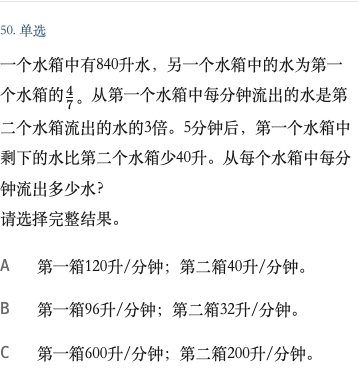 50. 单选
一个水箱中有840升水，另一个水箱中的水为第一
个水箱的4/7。从第一个水箱中每分钟流出的水是第
二个水箱流出的水的3倍。5分钟后，第一个水箱中
剩下的水比第二个水箱少40升。从每个水箱中每分
钟流出多少水？
请选择完整结果。
A 第一箱120升/分钟；第二箱40升/分钟。
B 第一箱96升/分钟；第二箱32升/分钟。
C 第一箱600升/分钟；第二箱200升/分钟。